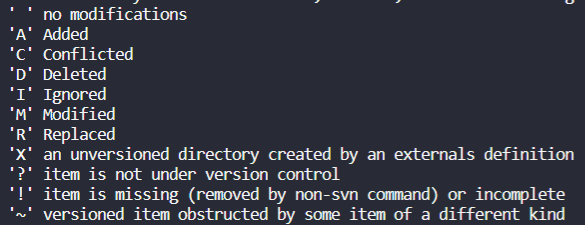 ' ' no modifications
'A' Added
'C' Conflicted
'D' Deleted
'I' Ignored
'M' Modified
'R' Replaced
'X' an unversioned directory created by an externals definition
'?' item is not under version control
'!' item is missing (removed by non-svn command) or incomplete
'~' versioned item obstructed by some item of a different kind